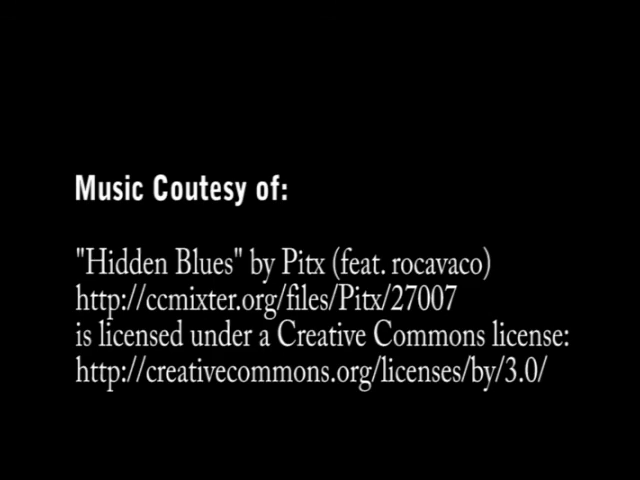 Music Coutesy of:
"Hidden Blues" by Pitx (feat. rocavaco)
http://ccmixter.org/files/Pitx/27007
is licensed under a Creative Commons license:
http://creativecommons.org/licenses/by/3.0/